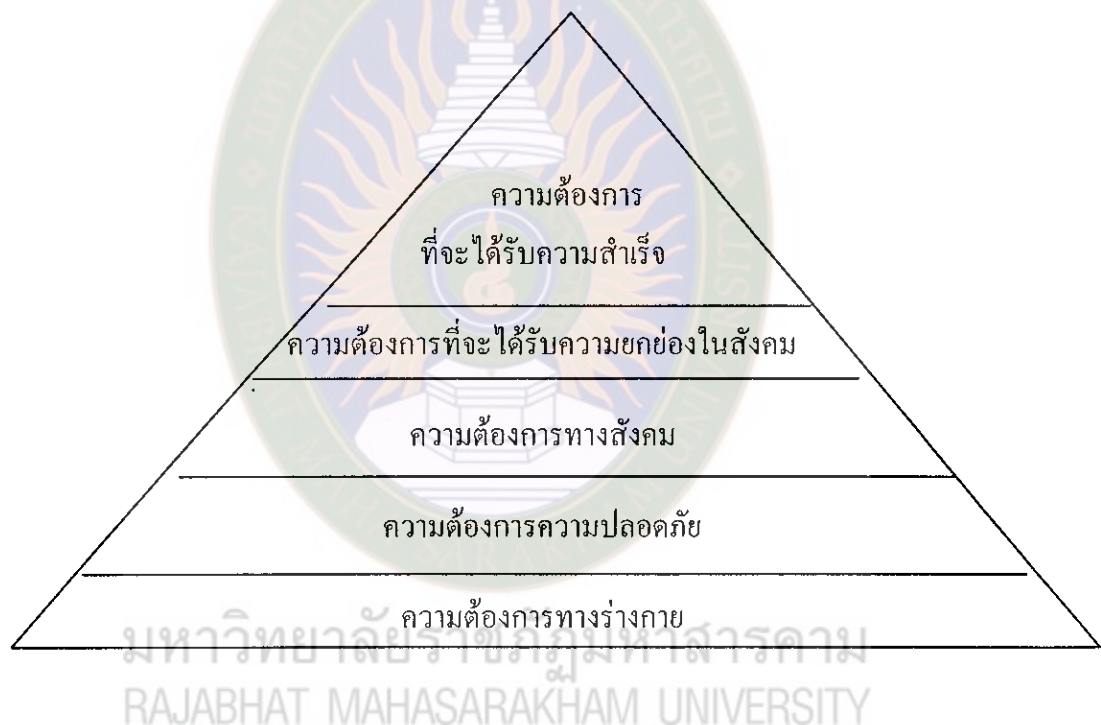 ความต้องการ
ที่จะได้รับความสำเร็จ
ความต้องการที่จะได้รับความยกย่องในสังคม
ความต้องการทางสังคม
ความต้องการความปลอดภัย
ความต้องการทางร่างกาย
มหาวิทยาลัยราชภัฏมหาสารคาม
RAJABHAT MAHASARAKHAM UNIVERSITY